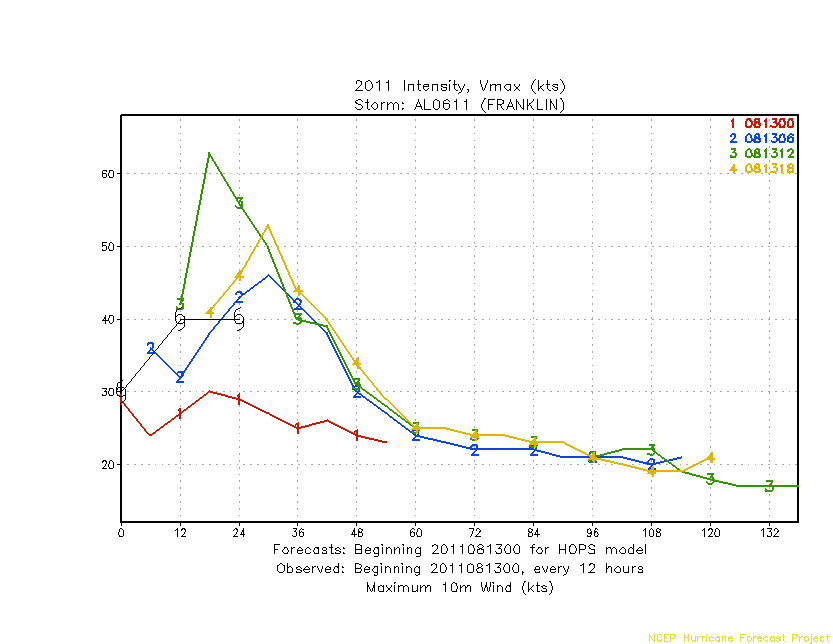 2011 Intensity, Vmax (kts)
Storm: AL0611 (FRANKLIN)
1 081300
2 081306
3 081312
4 081318
60
50
40
30
20
0 12 24 36 48 60 72 84 96 108 120 132
Forecasts: Beginning 2011081300 for HOPS model
Observed: Beginning 2011081300, every 12 hours
Maximum 10m Wind (kts)
NCEP Hurricane Forecast Project